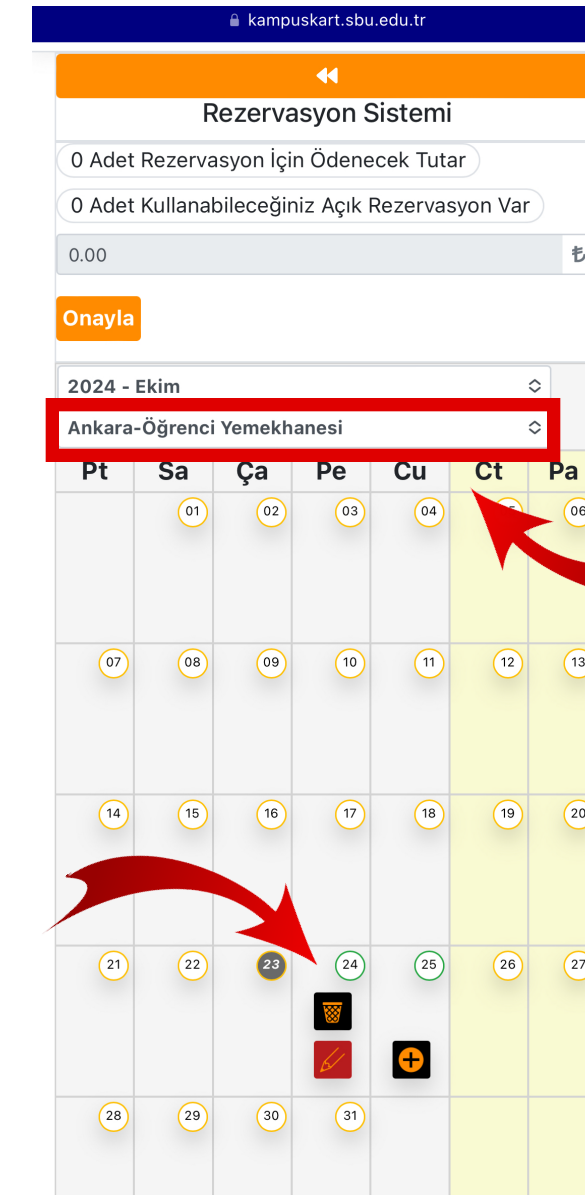 kampuskart.sbu.edu.tr
Rezervasyon Sistemi
0 Adet Rezervasyon İçin Ödenecek Tutar
0 Adet Kullanabileceğiniz Açık Rezervasyon Var
0.00 ₺
Onayla
2024 - Ekim
Ankara-Öğrenci Yemekhanesi
Pt Sa Ça Pe Cu Ct Pa
01 02 03 04 06
07 08 09 10 11 12 13
14 15 16 17 18 19 20
21 22 23 24 25 26 27
28 29 30 31